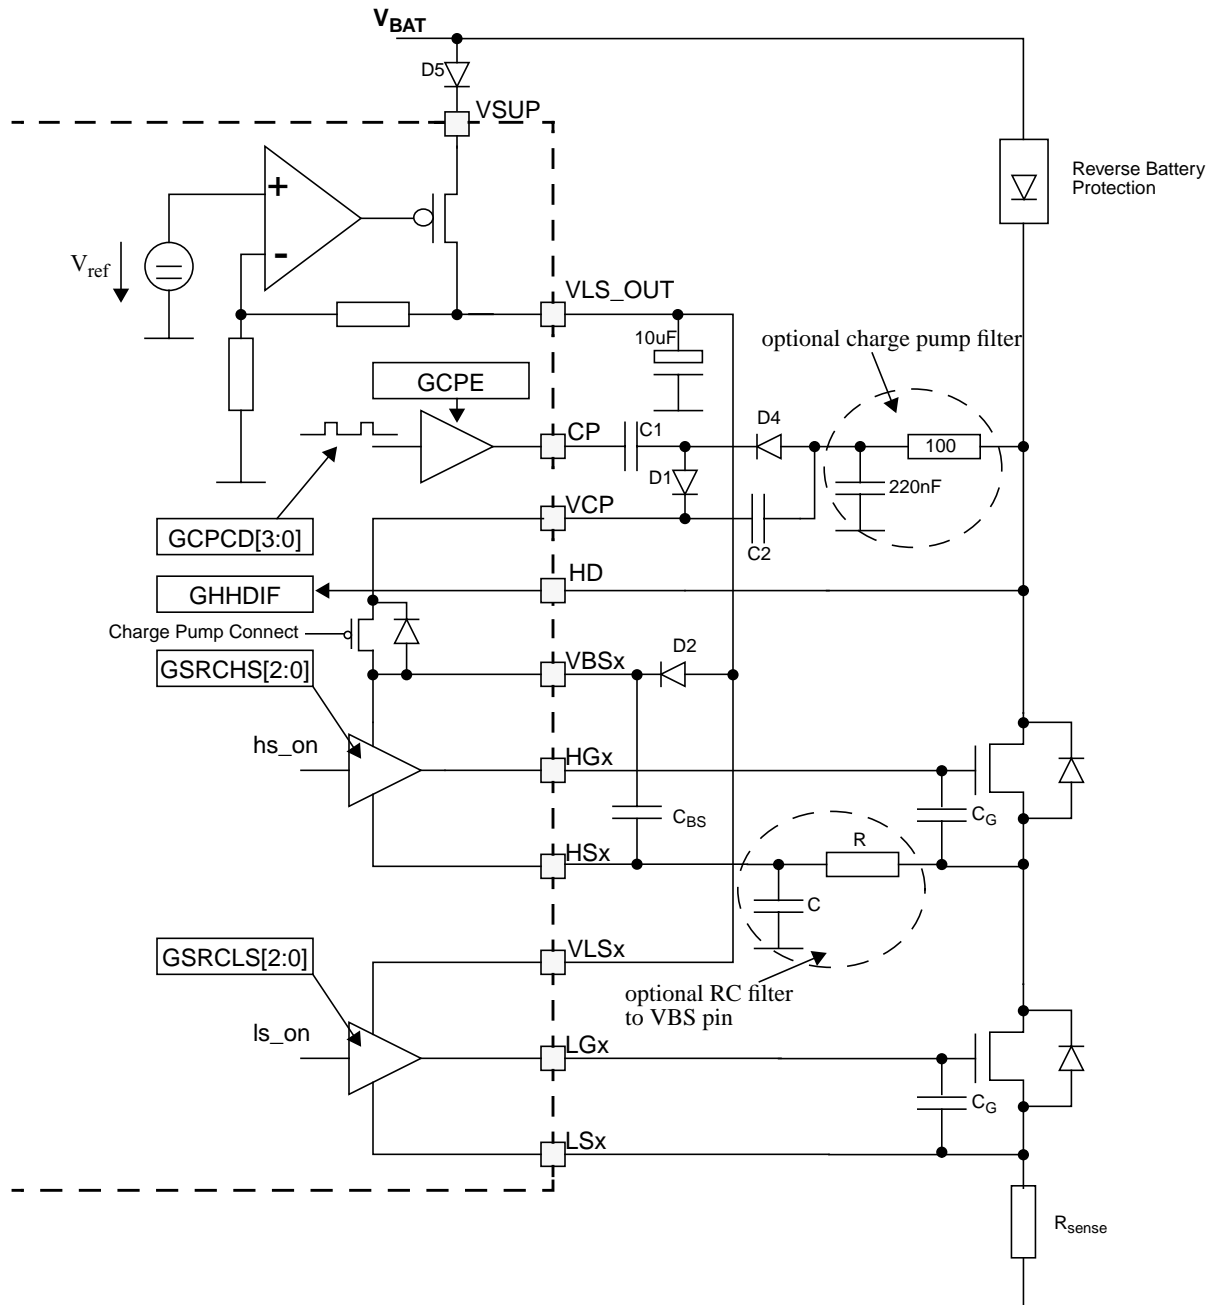 VBAT
D5
VSUP
Reverse Battery
Protection
+
-
Vref
VLS_OUT
10uF
optional charge pump filter
GCPE
CP
C1
D4
100
D1
220nF
VCP
C2
GCPCD[3:0]
HD
GHHDIF
Charge Pump Connect
D2
VBSx
GSRCHS[2:0]
hs_on
HGx
CBS
CG
R
HSx
C
GSRCLS[2:0]
VLSx
optional RC filter
to VBS pin
ls_on
LGx
CG
LSx
Rsense